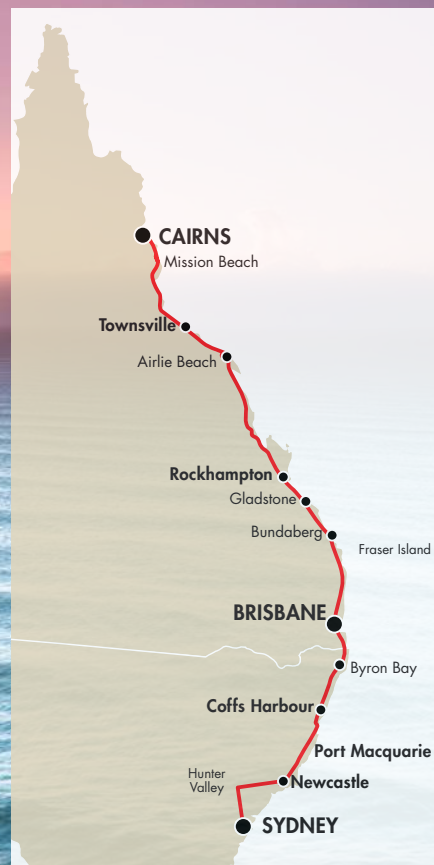 CAIRNS
Mission Beach
Townsville
Airlie Beach
Rockhampton
Gladstone
Bundaberg
Fraser Island
BRISBANE
Byron Bay
Coffs Harbour
Port Macquarie
Hunter
Valley
Newcastle
SYDNEY